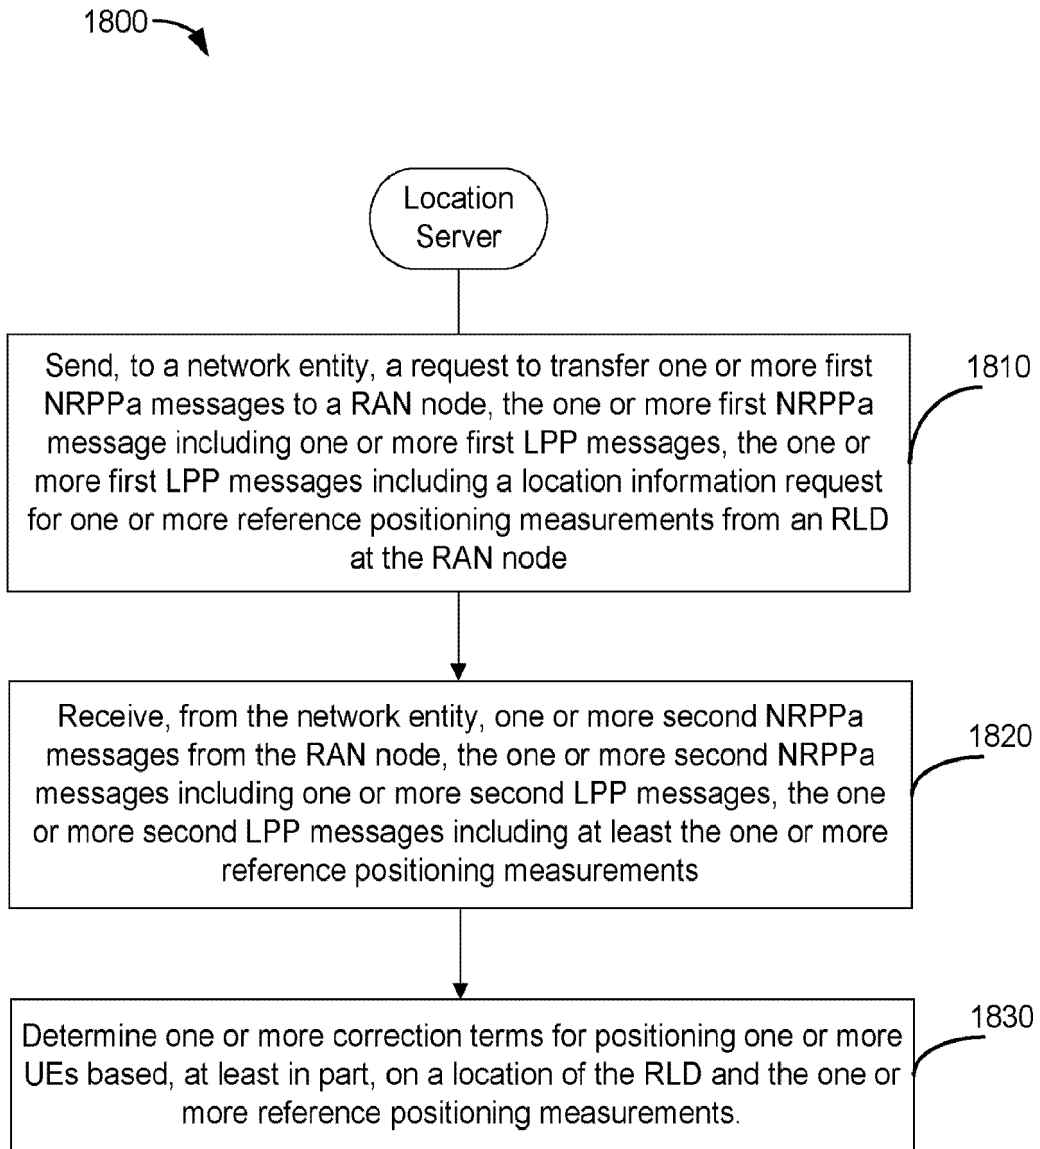 1800
Location
Server
Send, to a network entity, a request to transfer one or more first
NRPPa messages to a RAN node, the one or more first NRPPa
message including one or more first LPP messages, the one or
more first LPP messages including a location information request
for one or more reference positioning measurements from an RLD
at the RAN node
1810
Receive, from the network entity, one or more second NRPPa
messages from the RAN node, the one or more second NRPPa
messages including one or more second LPP messages, the one
or more second LPP messages including at least the one or more
reference positioning measurements
1820
Determine one or more correction terms for positioning one or more
UEs based, at least in part, on a location of the RLD and the one or
more reference positioning measurements.
1830